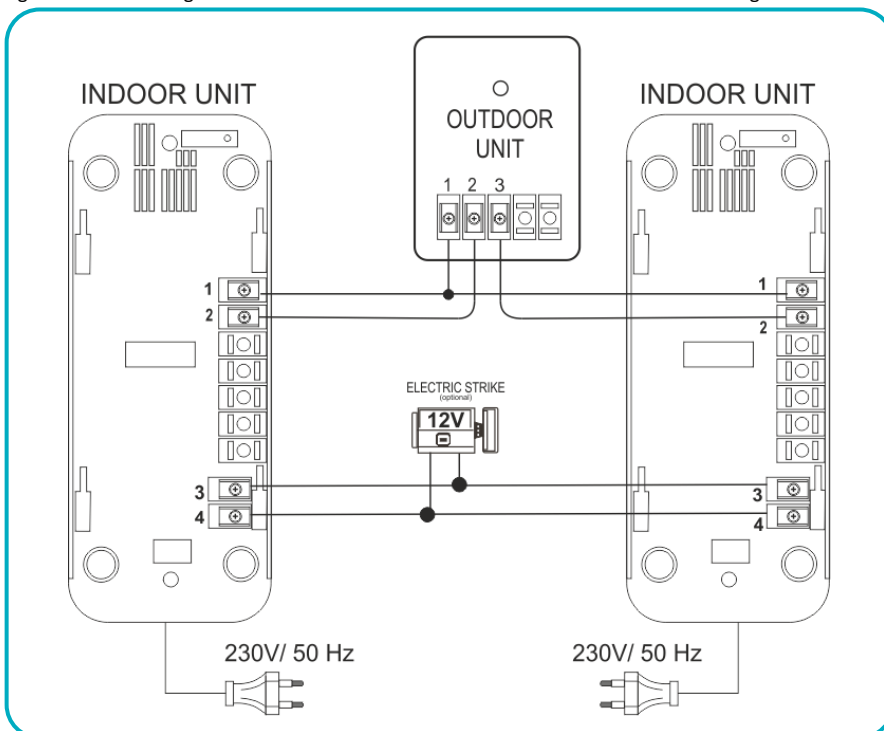 INDOOR UNIT
OUTDOOR
UNIT
INDOOR UNIT
1 2 3
1
2
1
2
ELECTRIC STRIKE
(optional)
12V
3
4
3
4
230V/ 50 Hz
230V/ 50 Hz